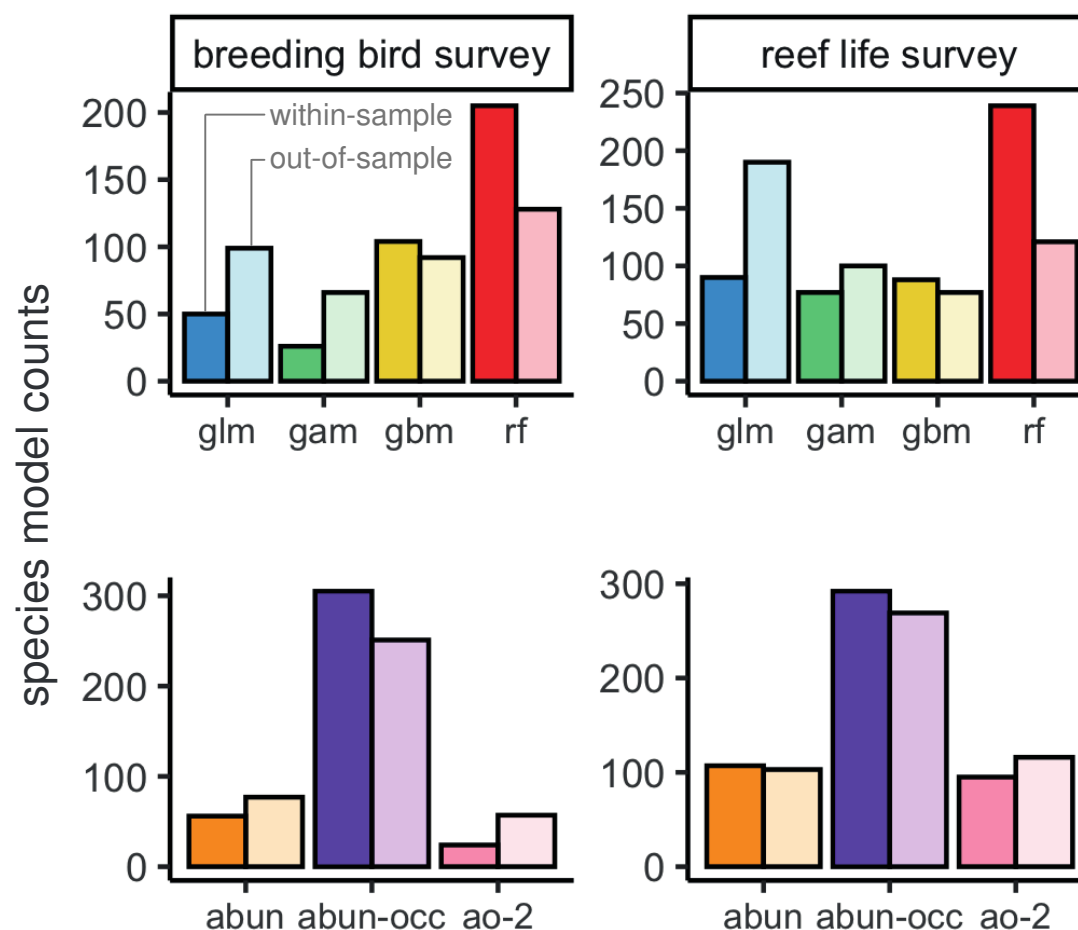 breeding bird survey
reef life survey
species model counts
within-sample
out-of-sample
200
150
100
50
0
glm gam gbm rf
250
200
150
100
50
0
glm gam gbm rf
300
200
100
0
abun abun-occ ao-2
300
200
100
0
abun abun-occ ao-2